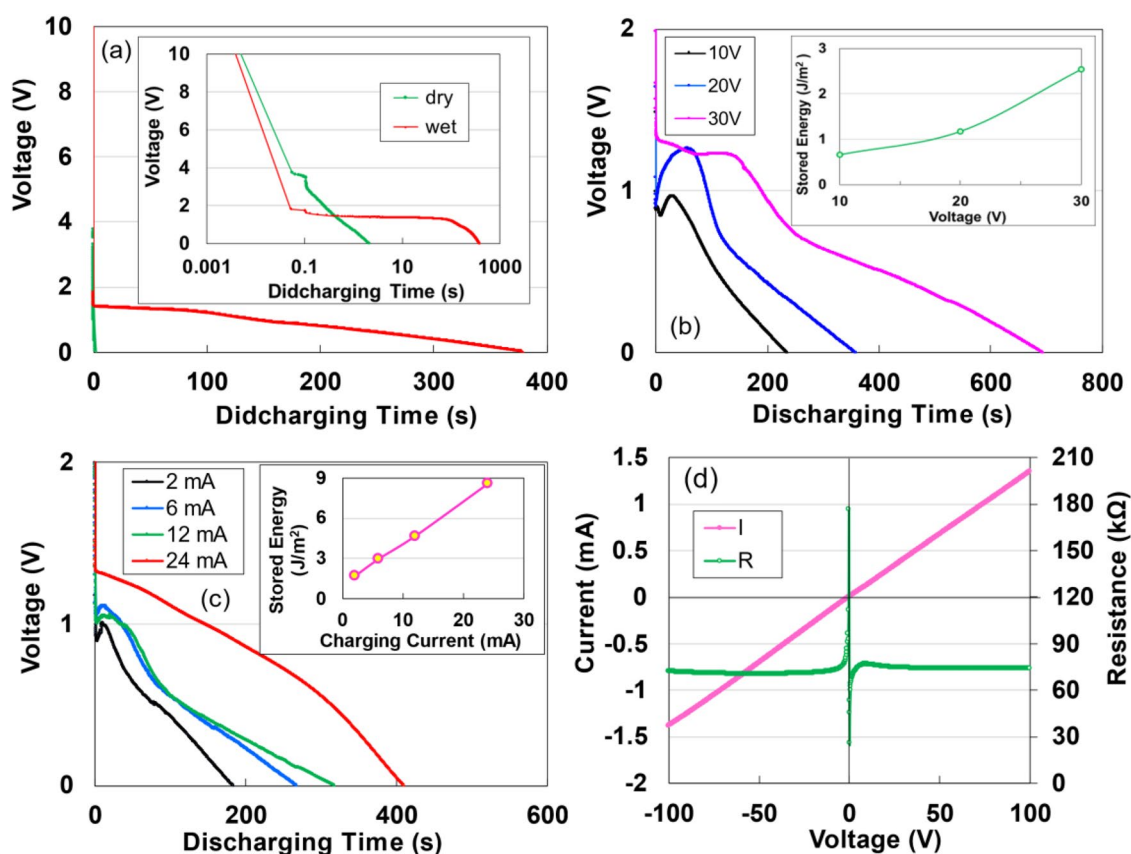 (a)
Voltage (V)
10
8
6
4
2
0
0 100 200 300 400
Didcharging Time (s)
Voltage (V)
10
8
6
4
2
0
dry
wet
0.001 0.1 10 1000
Didcharging Time (s)
(b)
Voltage (V)
2
1
0
10V
20V
30V
0 200 400 600 800
Discharging Time (s)
Stored Energy (J/m²)
3
2
1
0
10 20 30
Voltage (V)
(c)
Voltage (V)
2
1
0
2 mA
6 mA
12 mA
24 mA
0 200 400 600
Discharging Time (s)
Stored Energy
(J/m²)
9
6
3
0
0 10 20 30
Charging Current (mA)
(d)
Current (mA)
1.5
1
0.5
0
-0.5
-1
-1.5
-2
I
R
Resistance (kΩ)
210
180
150
120
90
60
30
0
-100 -50 0 50 100
Voltage (V)